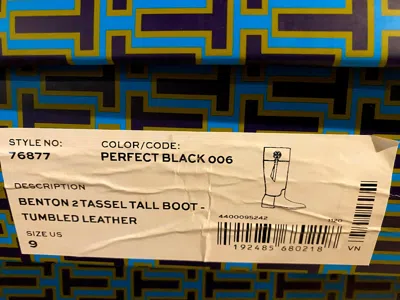 STYLE NO: COLOR/CODE:
76877 PERFECT BLACK 006
DESCRIPTION
BENTON 2 TASSEL TALL BOOT -
TUMBLED LEATHER
4400095242 1120
SIZE US
9
192485 680218 VN